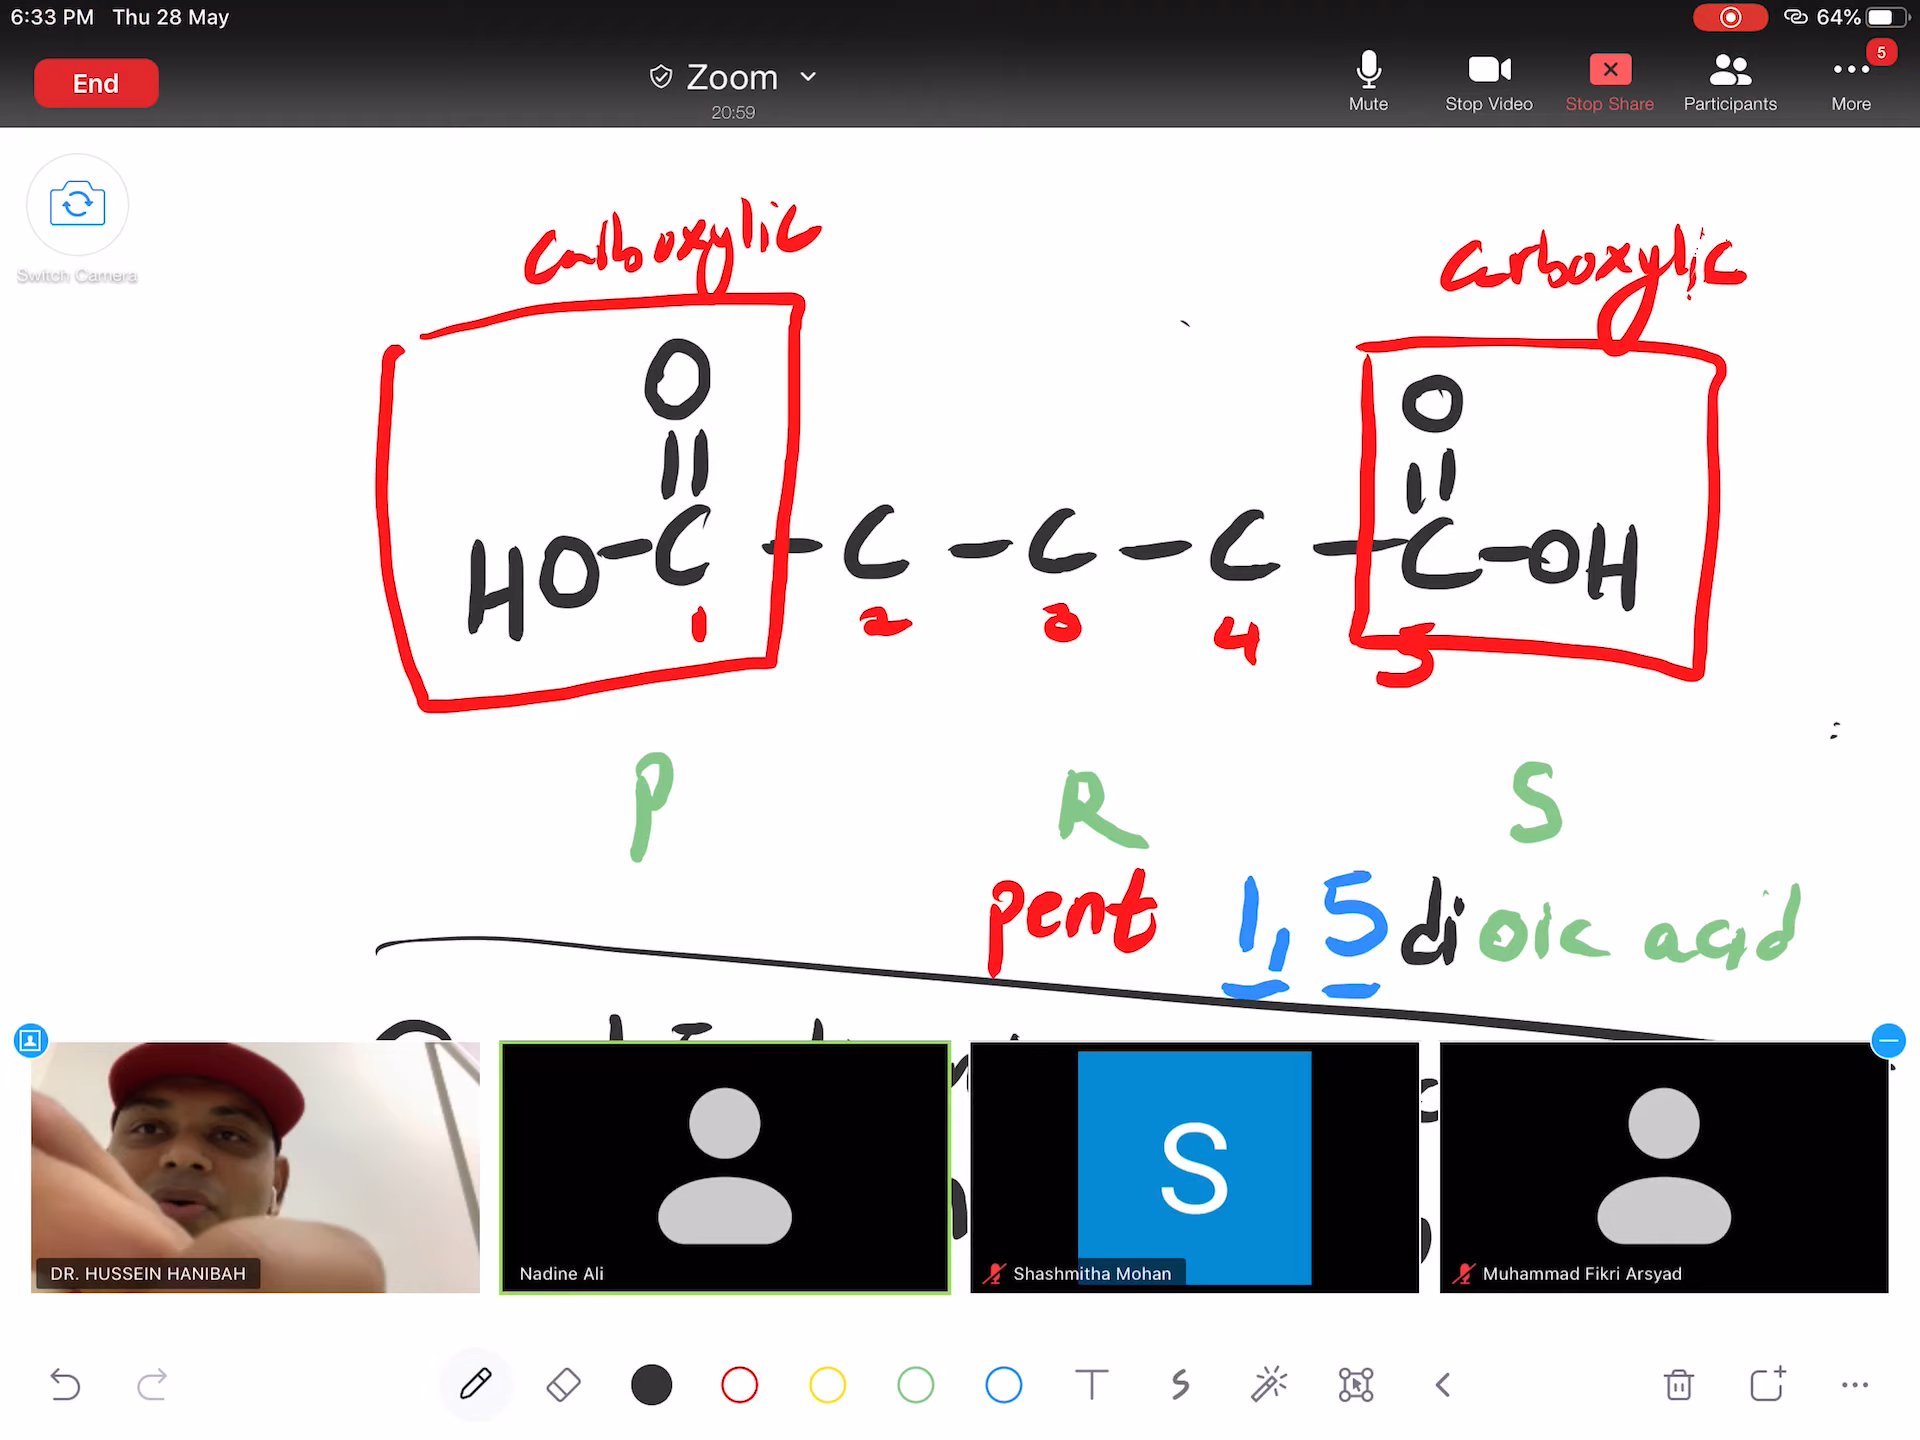 6:33 PM Thu 28 May
64%
End
Zoom
20:59
Mute
Stop Video
Stop Share
Participants
More
5
Switch Camera
carboxylic
carboxylic
O
O
HO-C-C-C-C-C-OH
1 2 3 4 5
P R S
pent 1,5 dioic acid
DR. HUSSEIN HANIBAH
Nadine Ali
S
Shashmitha Mohan
Muhammad Fikri Arsyad